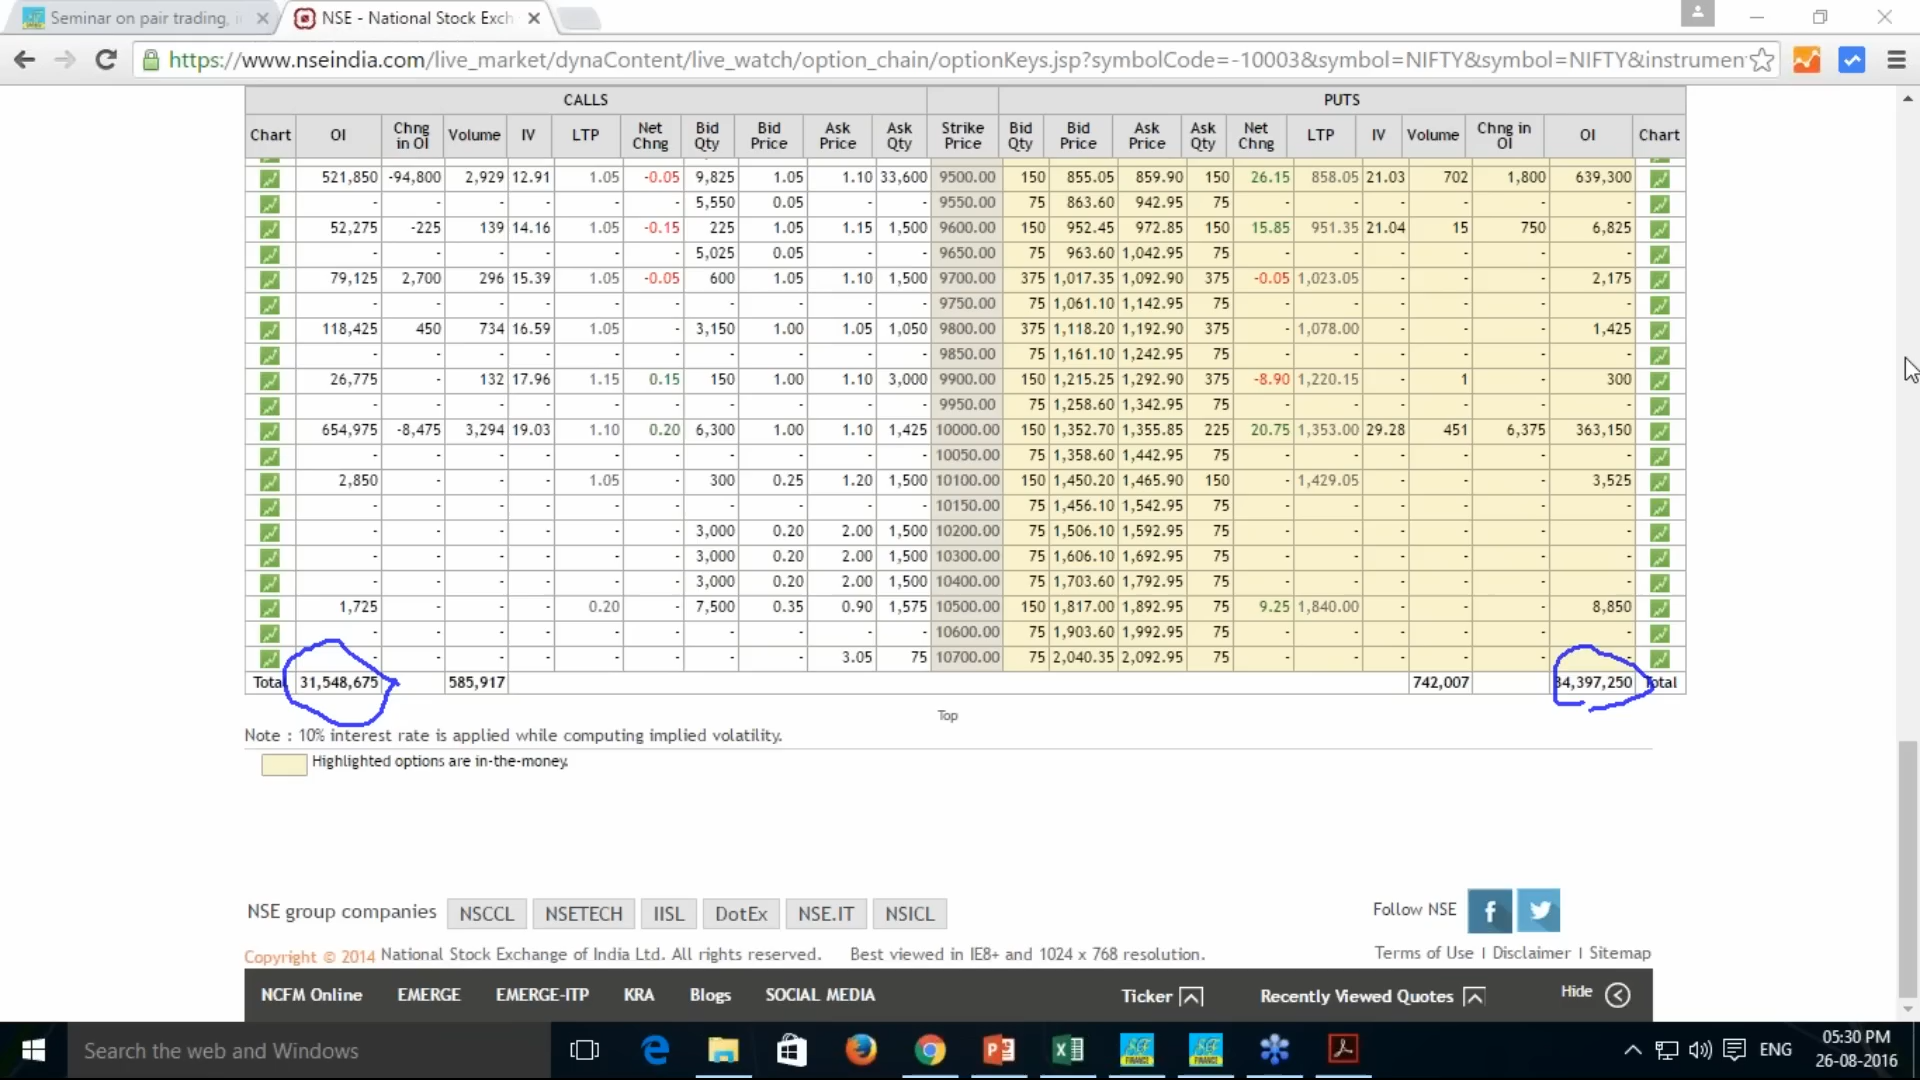 Seminar on pair trading, i
NSE - National Stock Exch
https://www.nseindia.com/live_market/dynaContent/live_watch/option_chain/optionKeys.jsp?symbolCode=-10003&symbol=NIFTY&symbol=NIFTY&instrumen
CALLS PUTS
Chart OI Chng in OI Volume IV LTP Net Chng Bid Qty Bid Price Ask Price Ask Qty Strike Price Bid Qty Bid Price Ask Price Ask Qty Net Chng LTP IV Volume Chng in OI OI Chart
521,850 -94,800 2,929 12.91 1.05 -0.05 9,825 1.05 1.10 33,600 9500.00 150 855.05 859.90 150 26.15 858.05 21.03 702 1,800 639,300
- - - - - - 5,550 0.05 - - 9550.00 75 863.60 942.95 75 - - - - - -
52,275 -225 139 14.16 1.05 -0.15 225 1.05 1.15 1,500 9600.00 150 952.45 972.85 150 15.85 951.35 21.04 15 750 6,825
- - - - - - 5,025 0.05 - - 9650.00 75 963.60 1,042.95 75 - - - - - -
79,125 2,700 296 15.39 1.05 -0.05 600 1.05 1.10 1,500 9700.00 375 1,017.35 1,092.90 375 -0.05 1,023.05 - - - 2,175
- - - - - - - - - - 9750.00 75 1,061.10 1,142.95 75 - - - - - -
118,425 450 734 16.59 1.05 - 3,150 1.00 1.05 1,050 9800.00 375 1,118.20 1,192.90 375 - 1,078.00 - - - 1,425
- - - - - - - - - - 9850.00 75 1,161.10 1,242.95 75 - - - - - -
26,775 - 132 17.96 1.15 0.15 150 1.00 1.10 3,000 9900.00 150 1,215.25 1,292.90 375 -8.90 1,220.15 - 1 - 300
- - - - - - - - - - 9950.00 75 1,258.60 1,342.95 75 - - - - - -
654,975 -8,475 3,294 19.03 1.10 0.20 6,300 1.00 1.10 1,425 10000.00 150 1,352.70 1,355.85 225 20.75 1,353.00 29.28 451 6,375 363,150
- - - - - - - - - - 10050.00 75 1,358.60 1,442.95 75 - - - - - -
2,850 - - - 1.05 - 300 0.25 1.20 1,500 10100.00 150 1,450.20 1,465.90 150 - 1,429.05 - - - 3,525
- - - - - - - - - - 10150.00 75 1,456.10 1,542.95 75 - - - - - -
- - - - - - 3,000 0.20 2.00 1,500 10200.00 75 1,506.10 1,592.95 75 - - - - - -
- - - - - - 3,000 0.20 2.00 1,500 10300.00 75 1,606.10 1,692.95 75 - - - - - -
- - - - - - 3,000 0.20 2.00 1,500 10400.00 75 1,703.60 1,792.95 75 - - - - - -
1,725 - - - 0.20 - 7,500 0.35 0.90 1,575 10500.00 150 1,817.00 1,892.95 75 9.25 1,840.00 - - - 8,850
- - - - - - - - - - 10600.00 75 1,903.60 1,992.95 75 - - - - - -
- - - - - - - - 3.05 75 10700.00 75 2,040.35 2,092.95 75 - - - - - -
Total 31,548,675 585,917 742,007 34,397,250 Total
Top
Note : 10% interest rate is applied while computing implied volatility.
Highlighted options are in-the-money.
NSE group companies NSCCL NSETECH IISL DotEx NSE.IT NSICL Follow NSE
Copyright © 2014 National Stock Exchange of India Ltd. All rights reserved. Best viewed in IE8+ and 1024 x 768 resolution. Terms of Use | Disclaimer | Sitemap
NCFM Online EMERGE EMERGE-ITP KRA Blogs SOCIAL MEDIA Ticker Recently Viewed Quotes Hide
Search the web and Windows
ENG
05:30 PM
26-08-2016